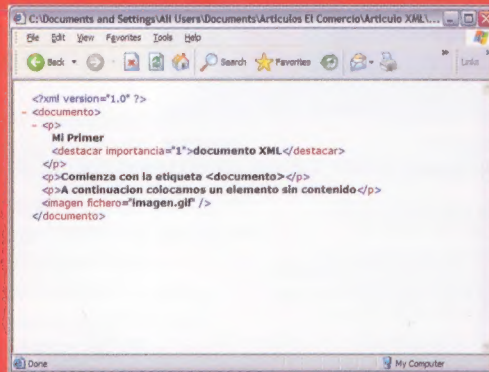 C:\Documents and Settings\All Users\Documents\Articulos El Comercio\Articulo XML\...
File Edit View Favorites Tools Help
Back Search Favorites Links
<?xml version="1.0" ?>
- <documento>
- <p>
Mi Primer
<destacar importancia="1">documento XML</destacar>
</p>
<p>Comienza con la etiqueta <documento></p>
<p>A continuacion colocamos un elemento sin contenido</p>
<imagen fichero="imagen.gif" />
</documento>
Done My Computer